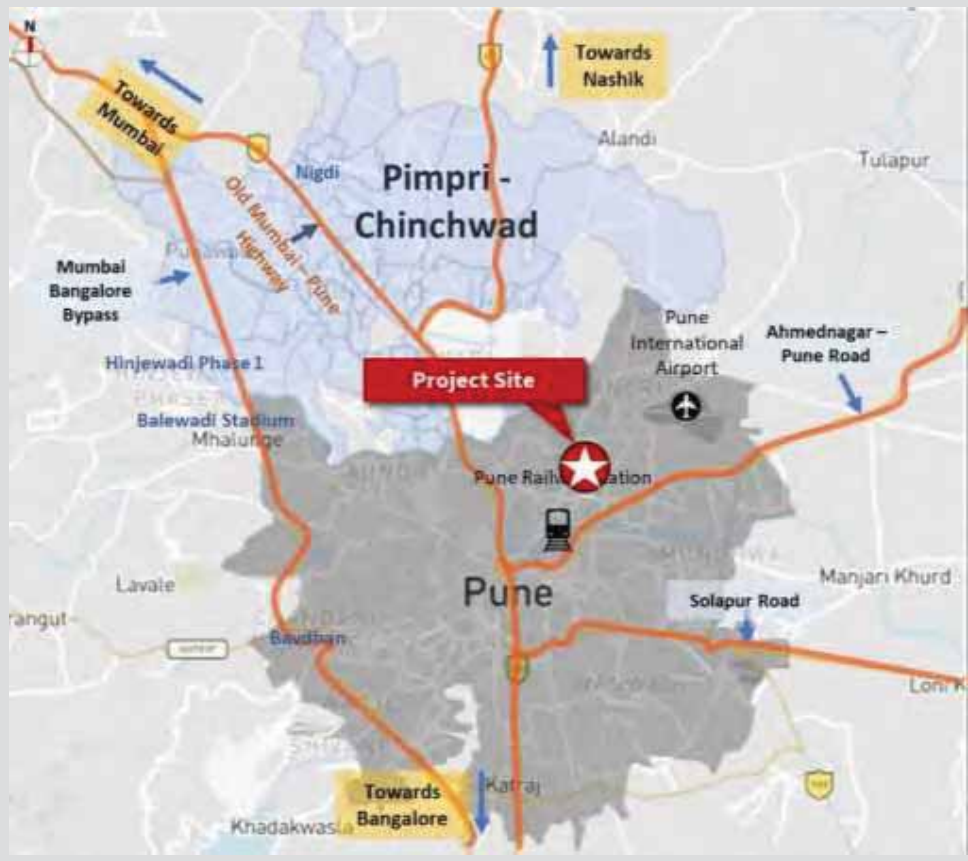 N
Towards
Nashik
Towards
Mumbai
Alandi
Tulapur
Nigdi
Pimpri -
Chinchwad
Old Mumbai – Pune
Highway
Mumbai
Bangalore
Bypass
Pune
International
Airport
Ahmednagar –
Pune Road
Hinjewadi Phase 1
Project Site
Balewadi Stadium
Mhalunge
Pune
Lavale
Manjari Khurd
Solapur Road
Bavdhan
Loni K
Katraj
Towards
Bangalore
Khadakwasla